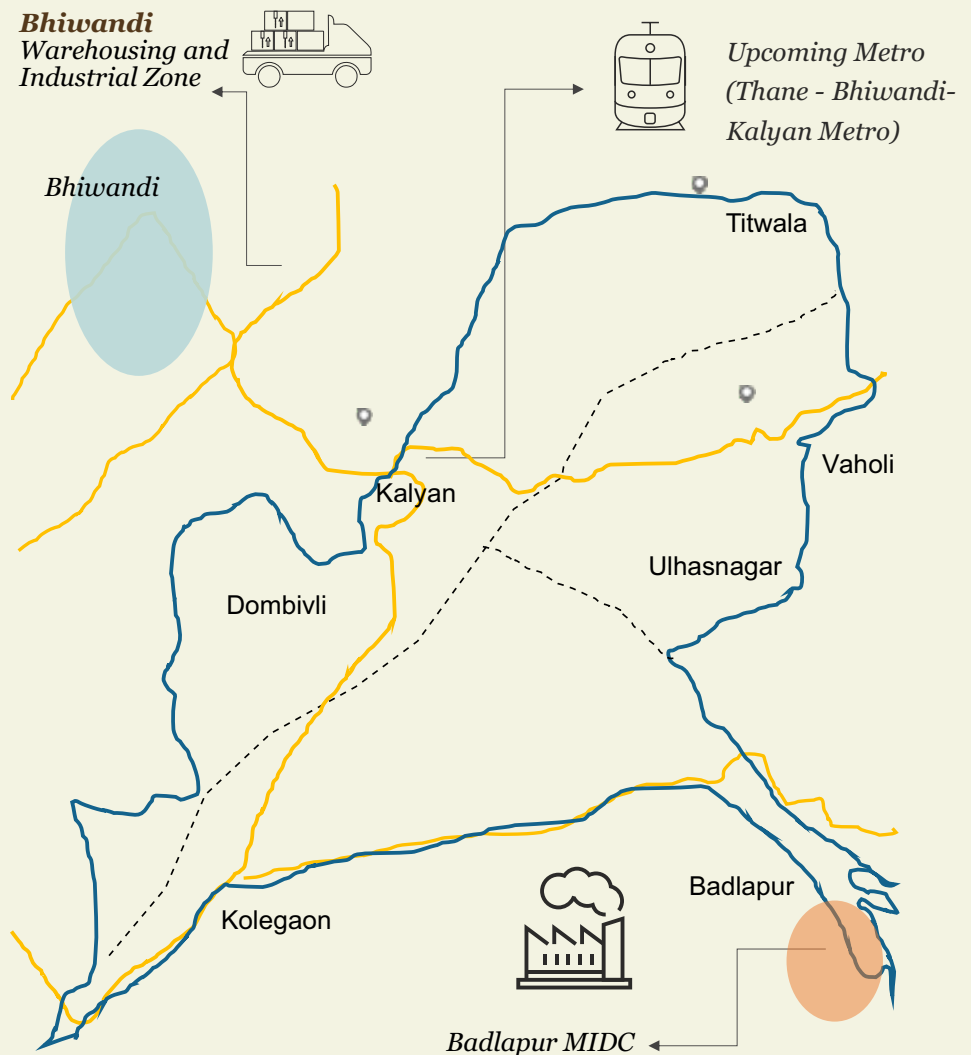 Bhiwandi
Warehousing and
Industrial Zone
Upcoming Metro
(Thane - Bhiwandi-
Kalyan Metro)
Bhiwandi
Titwala
Vaholi
Kalyan
Ulhasnagar
Dombivli
Badlapur
Kolegaon
Badlapur MIDC